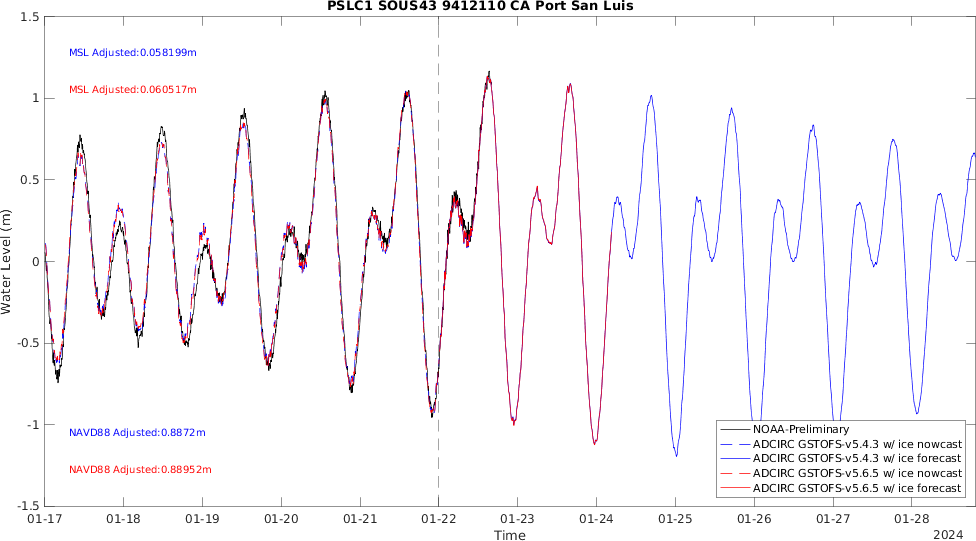 PSLC1 SOUS43 9412110 CA Port San Luis
Water Level (m)
1.5
1
0.5
0
-0.5
-1
-1.5
MSL Adjusted:0.058199m
MSL Adjusted:0.060517m
NAVD88 Adjusted:0.8872m
NAVD88 Adjusted:0.88952m
NOAA-Preliminary
ADCIRC GSTOFS-v5.4.3 w/ ice nowcast
ADCIRC GSTOFS-v5.4.3 w/ ice forecast
ADCIRC GSTOFS-v5.6.5 w/ ice nowcast
ADCIRC GSTOFS-v5.6.5 w/ ice forecast
01-17 01-18 01-19 01-20 01-21 01-22 01-23 01-24 01-25 01-26 01-27 01-28
Time
2024